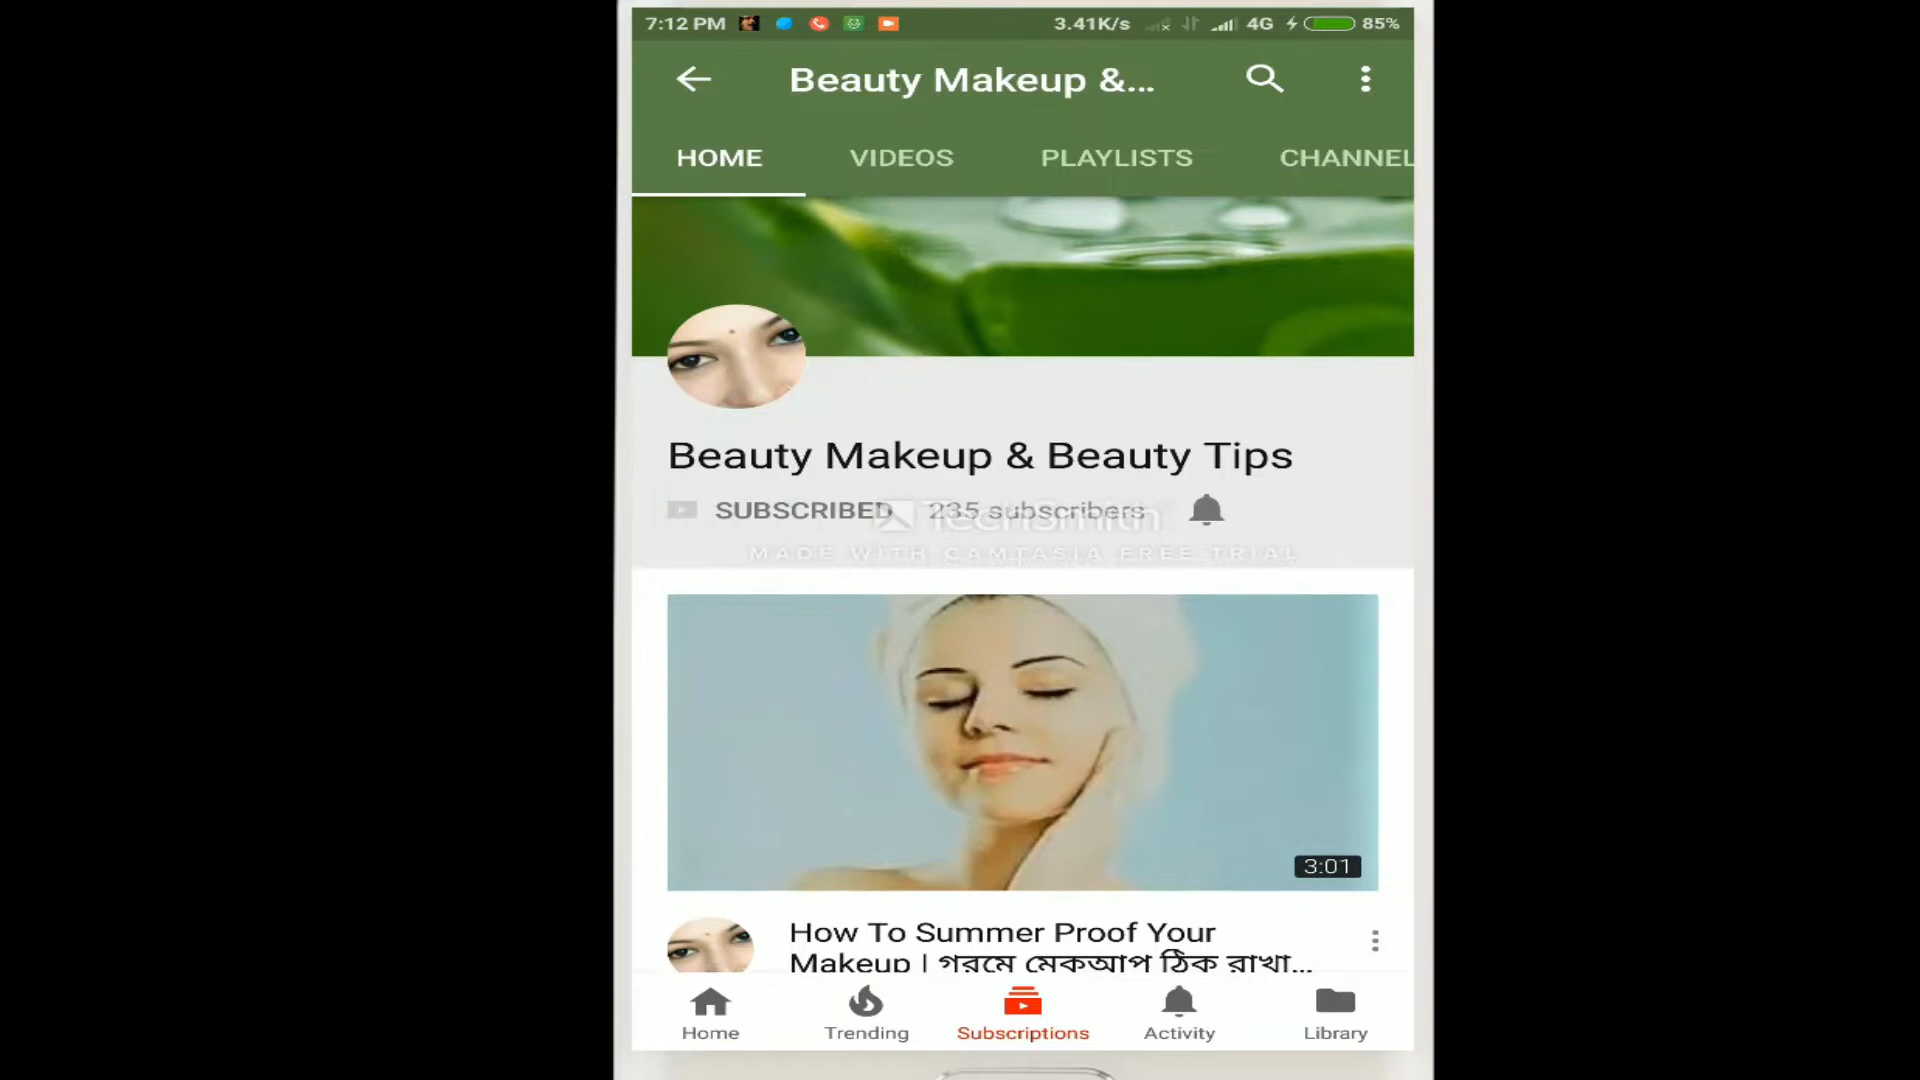 7:12 PM 3.41K/s 4G 85%
Beauty Makeup &...
HOME VIDEOS PLAYLISTS CHANNEL
Beauty Makeup & Beauty Tips
SUBSCRIBED 235 subscribers
TechSmith
MADE WITH CAMTASIA FREE TRIAL
3:01
How To Summer Proof Your
Makeup | গরমে মেকআপ ঠিক রাখা...
Home Trending Subscriptions Activity Library